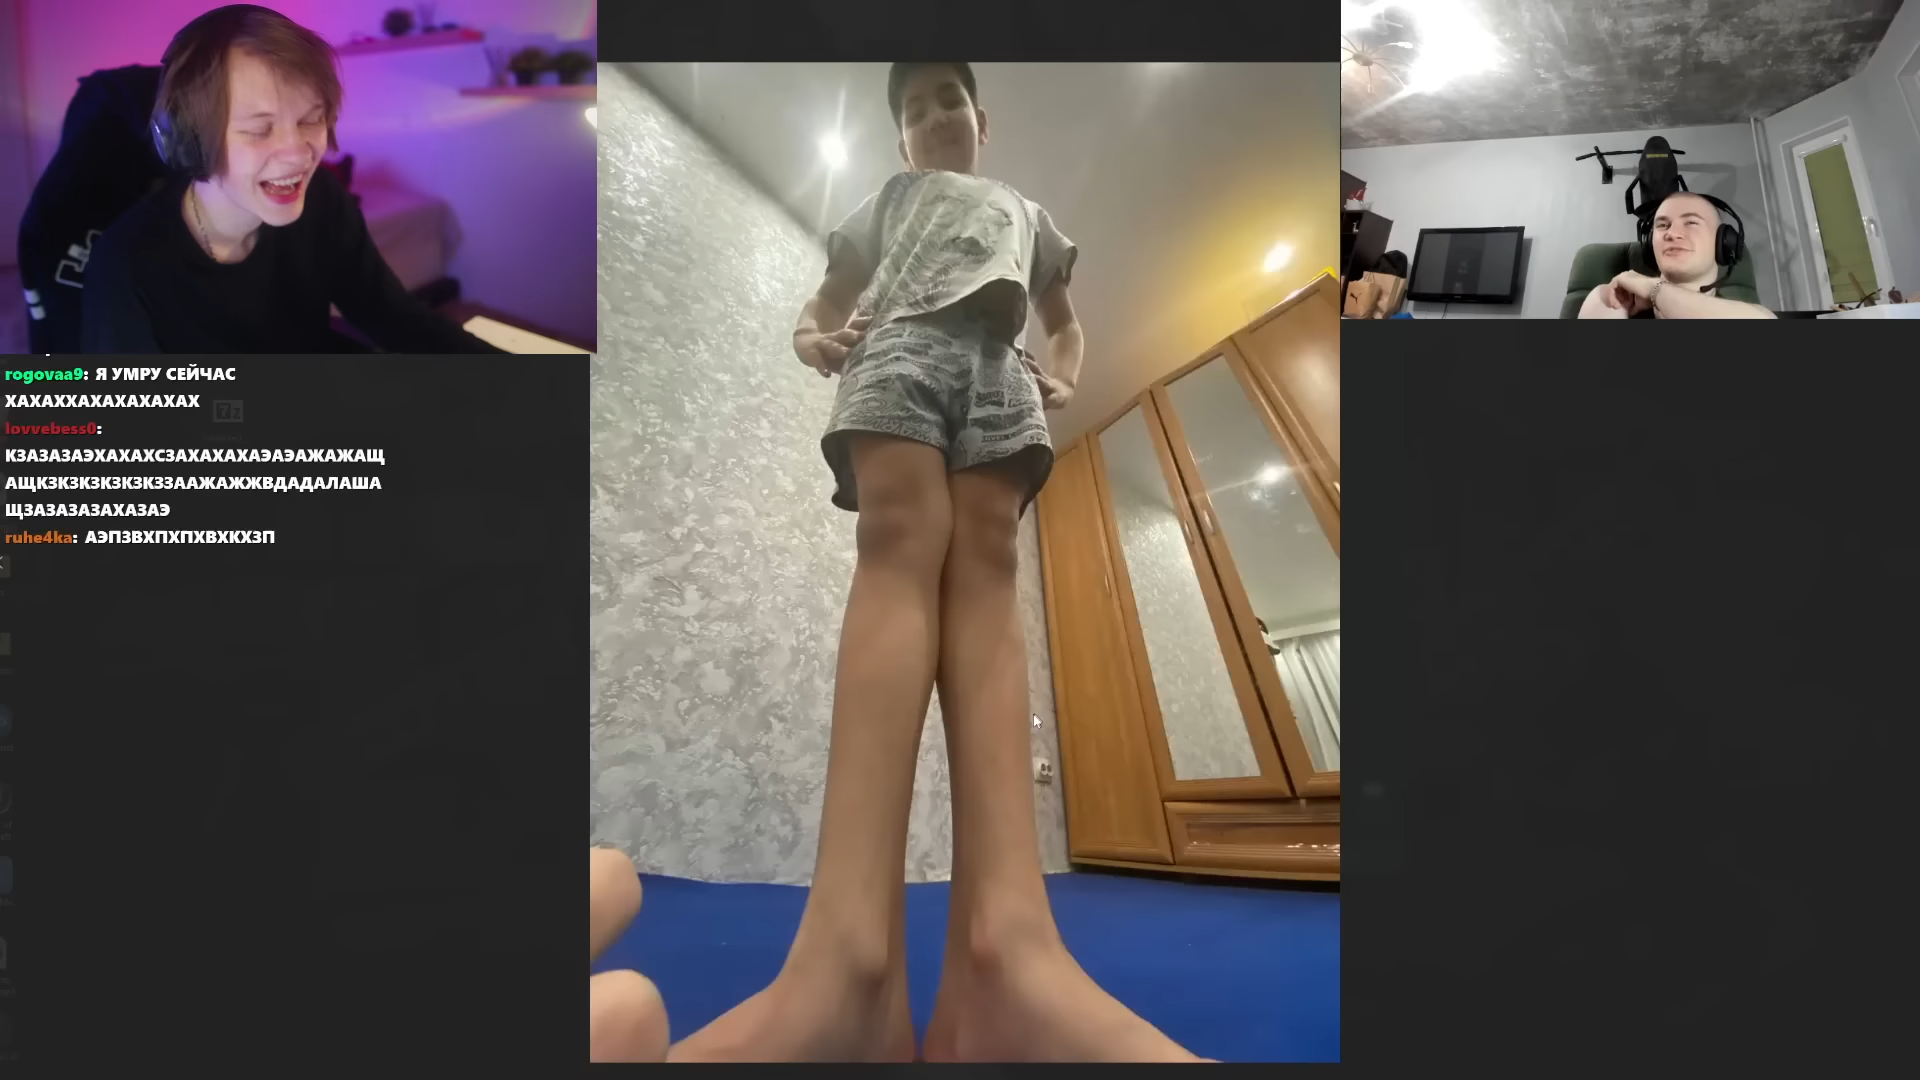 rogovaa9: Я УМРУ СЕЙЧАС
ХАХАХХАХАХАХАХАХ
lovvebess0:
КЗАЗАЗАЭХАХАХСЗАХАХАХАЭАЭАЖАЖАЩ
АЩКЗКЗКЗКЗКЗКЗЗААЖАЖЖВДАДАЛАША
ЩЗАЗАЗАЗАХАЗАЭ
ruhe4ka: АЭПЗВХПХПХВХКХЗП